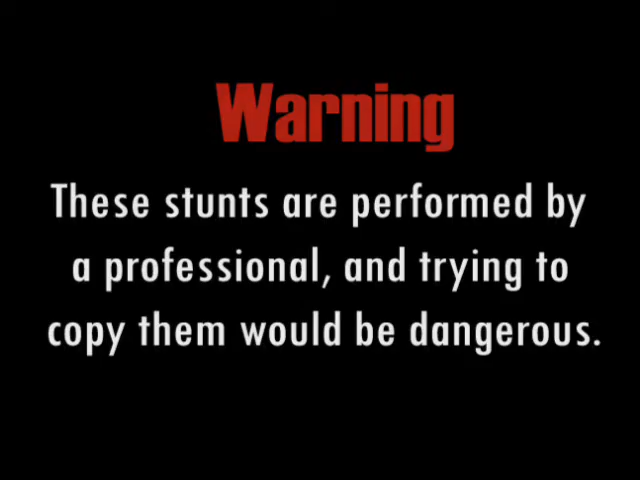 Warning
These stunts are performed by
a professional, and trying to
copy them would be dangerous.